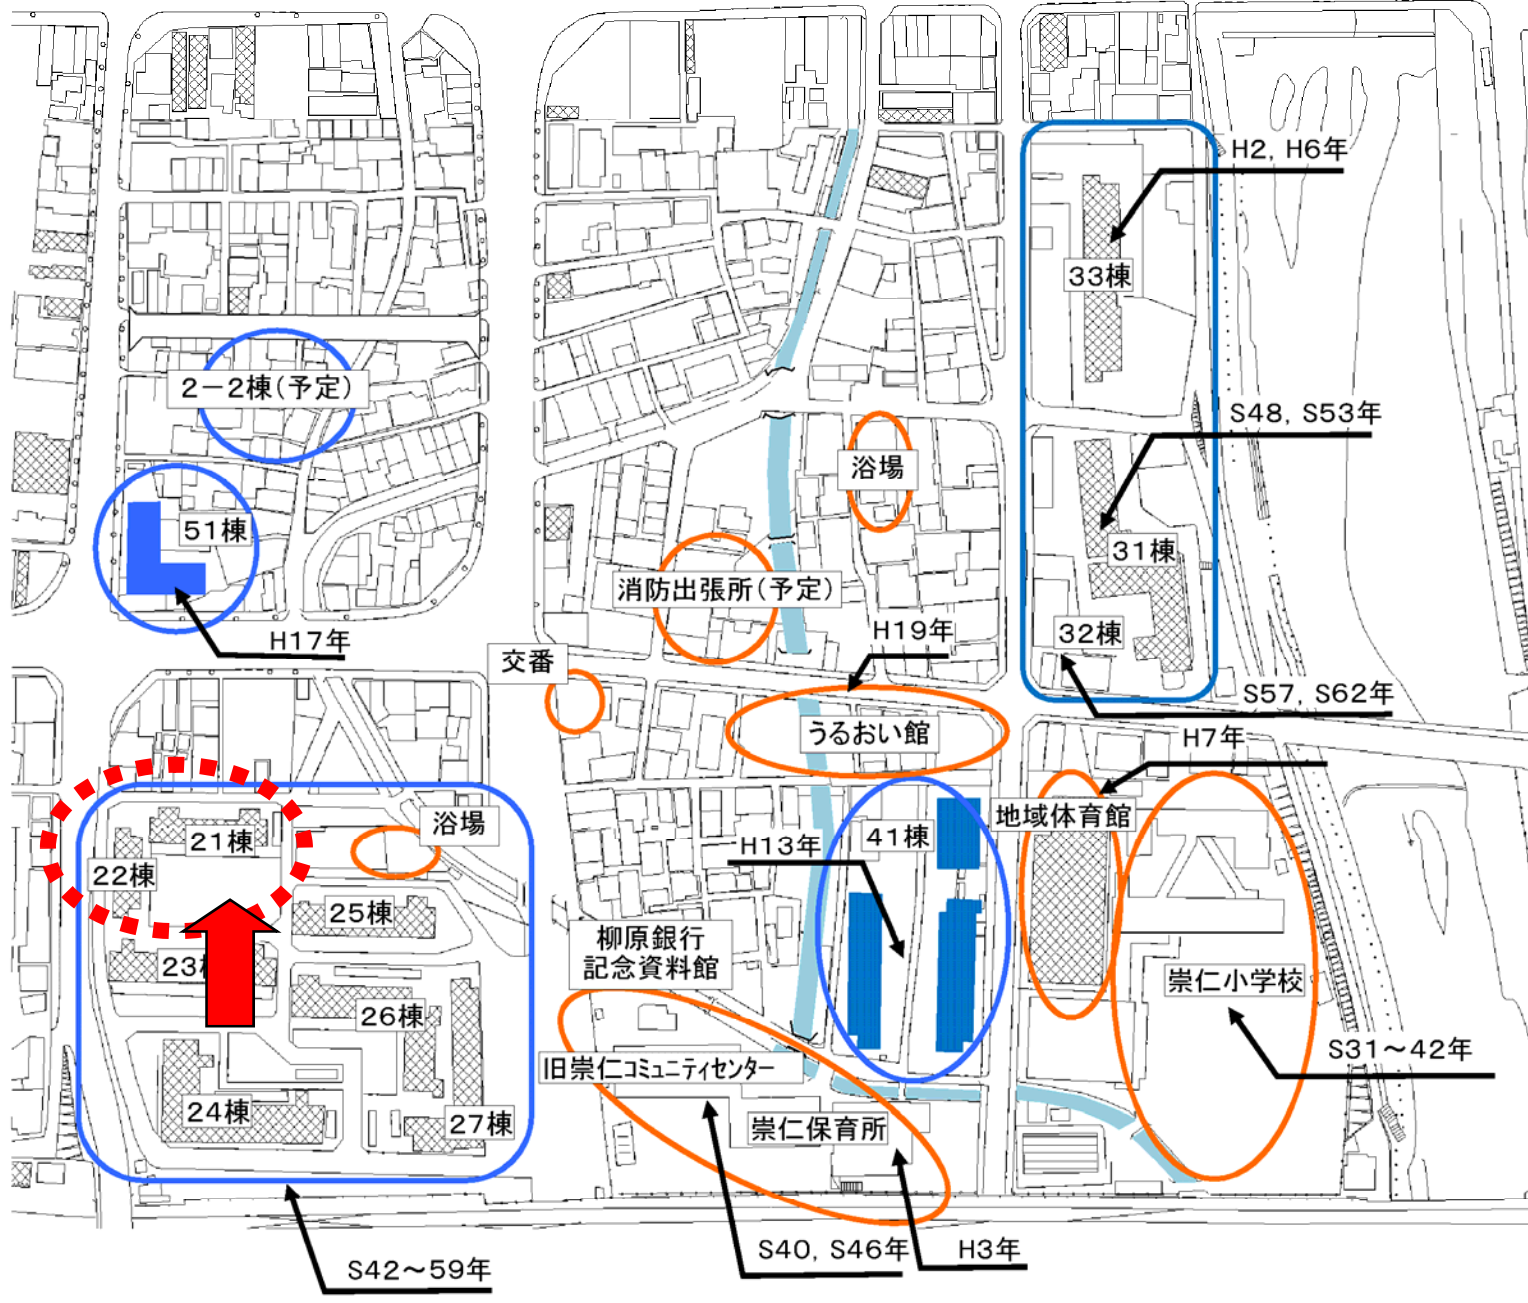 H2, H6年
33棟
2－2棟(予定)
S48, S53年
浴場
51棟
31棟
消防出張所(予定)
H17年
H19年
32棟
交番
S57, S62年
うるおい館
H7年
地域体育館
浴場
21棟
41棟
H13年
22棟
25棟
柳原銀行
記念資料館
23
崇仁小学校
26棟
S31～42年
旧崇仁コミュニティセンター
24棟
27棟
崇仁保育所
S42～59年
S40, S46年
H3年